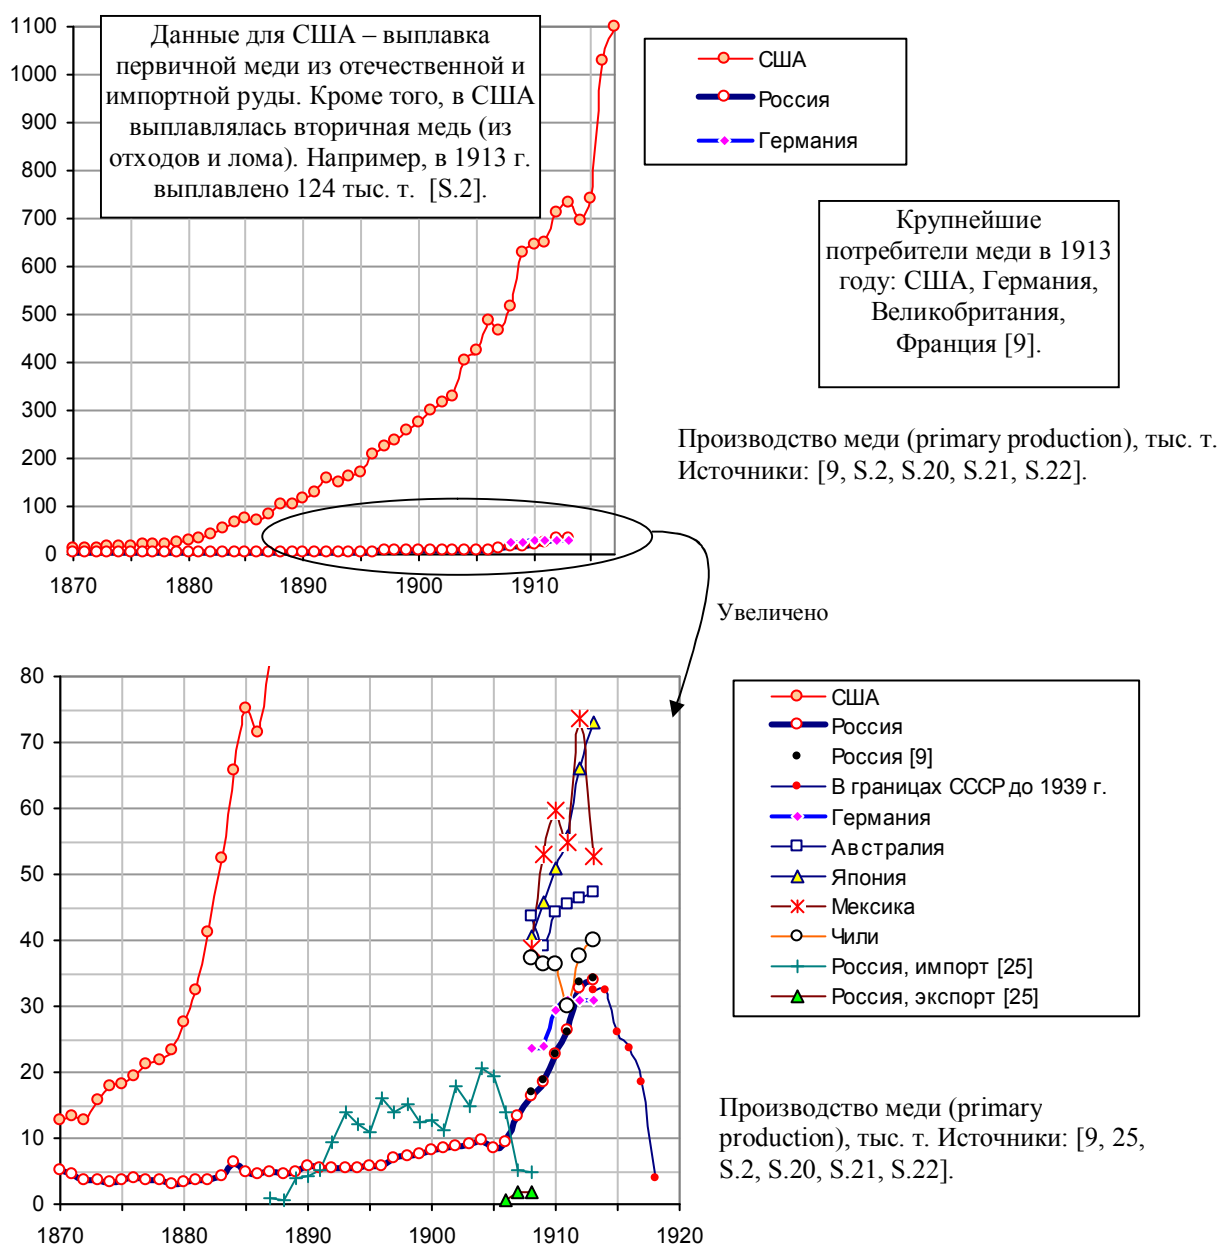 1100
1000
900
800
700
600
500
400
300
200
100
0
1870
1880
1890
1900
1910
Данные для США – выплавка
первичной меди из отечественной и
импортной руды. Кроме того, в США
выплавлялась вторичная медь (из
отходов и лома). Например, в 1913 г.
выплавлено 124 тыс. т. [S.2].
США
Россия
Германия
Крупнейшие
потребители меди в 1913
году: США, Германия,
Великобритания,
Франция [9].
Производство меди (primary production), тыс. т.
Источники: [9, S.2, S.20, S.21, S.22].
Увеличено
80
70
60
50
40
30
20
10
0
1870
1880
1890
1900
1910
1920
США
Россия
Россия [9]
В границах СССР до 1939 г.
Германия
Австралия
Япония
Мексика
Чили
Россия, импорт [25]
Россия, экспорт [25]
Производство меди (primary
production), тыс. т. Источники: [9, 25,
S.2, S.20, S.21, S.22].